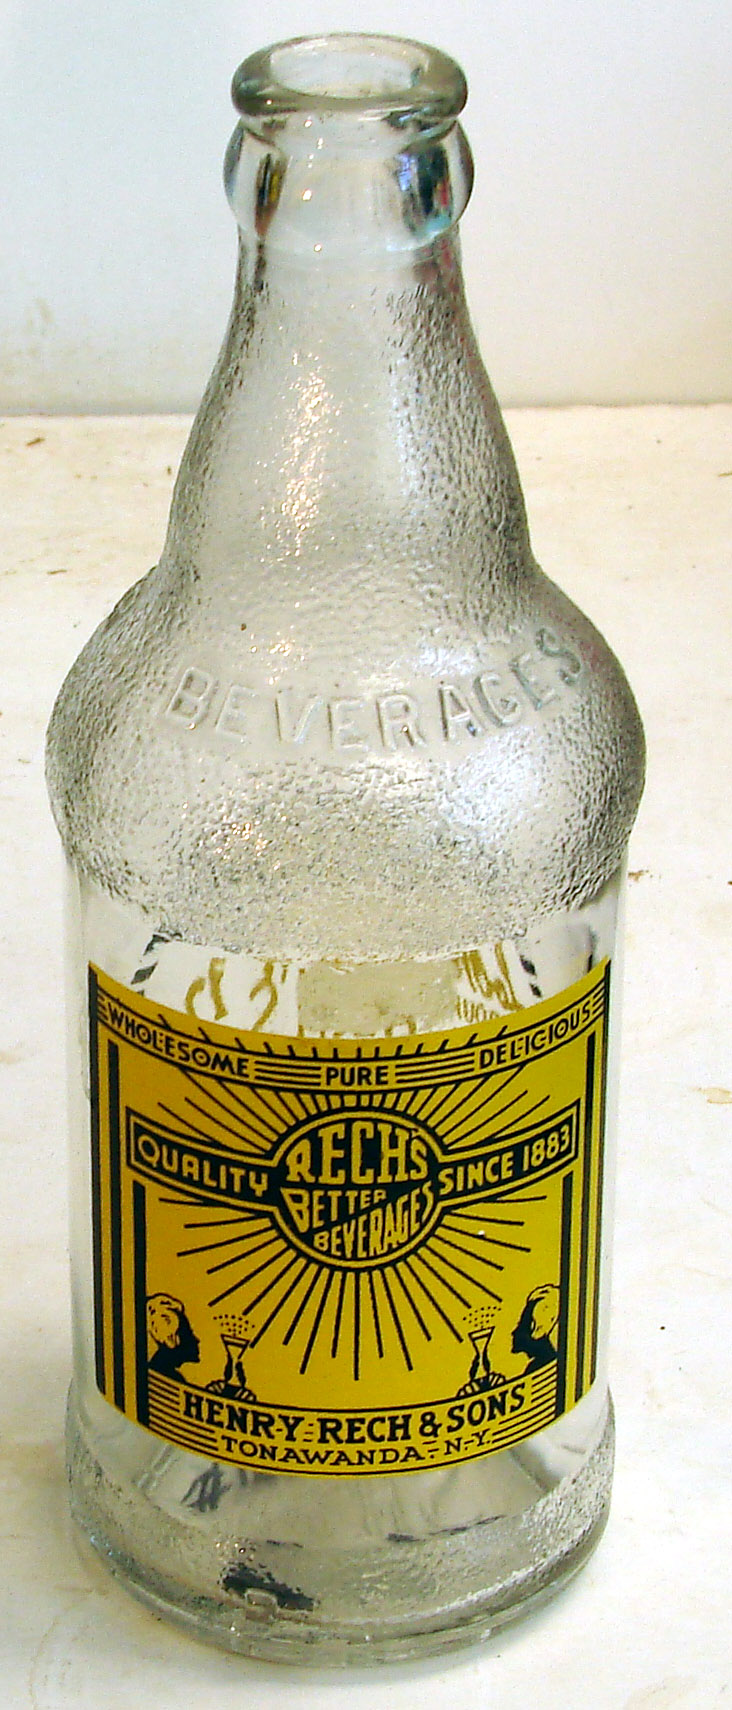 BEVERAGES
WHOLESOME PURE DELICIOUS
QUALITY RECH'S SINCE 1883
BETTER
BEVERAGES
HENRY RECH & SONS
TONAWANDA, N.Y.